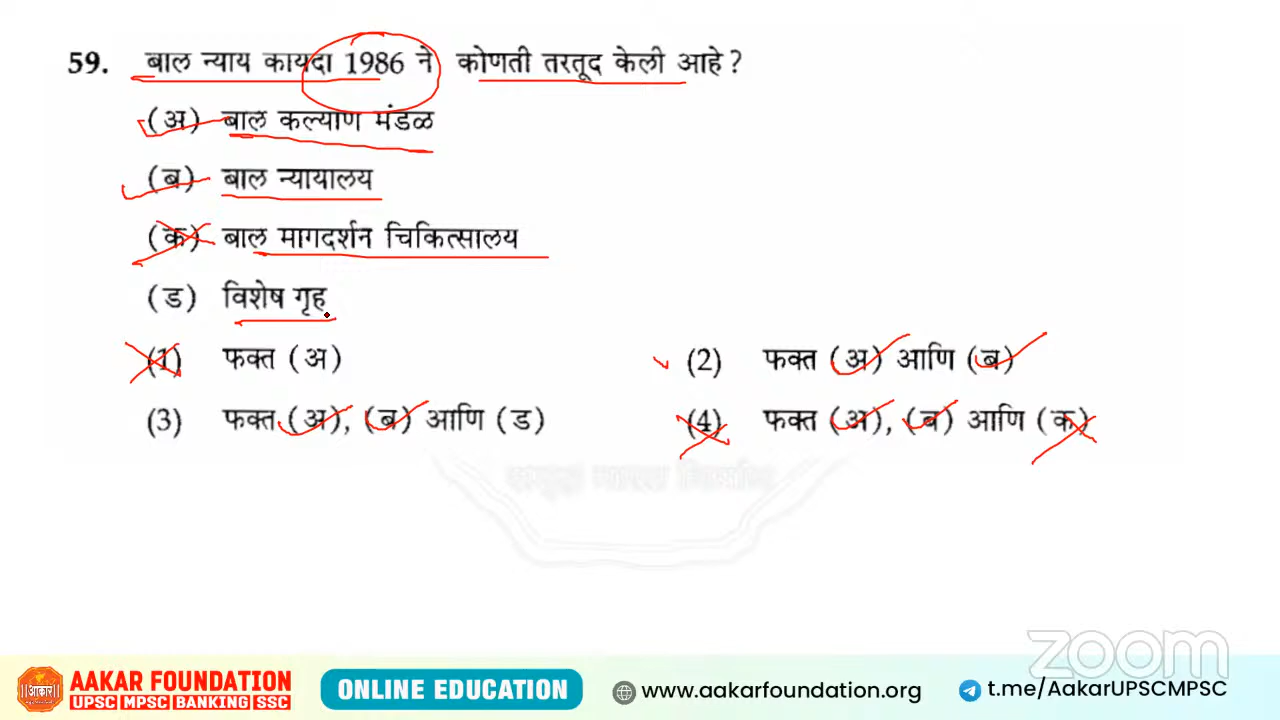 59. बाल न्याय कायदा 1986 ने कोणती तरतूद केली आहे ?
(अ) बाल कल्याण मंडळ
(ब) बाल न्यायालय
(क) बाल मागदर्शन चिकित्सालय
(ड) विशेष गृह
(1) फक्त (अ) (2) फक्त (अ) आणि (ब)
(3) फक्त (अ), (ब) आणि (ड) (4) फक्त (अ), (ब) आणि (क)
zoom
॥आकार॥ AAKAR FOUNDATION
UPSC MPSC BANKING SSC
ONLINE EDUCATION
www.aakarfoundation.org
t.me/AakarUPSCMPSC